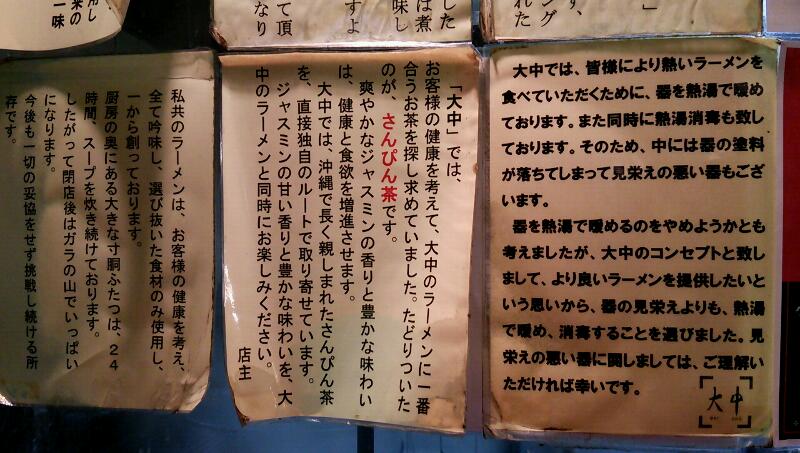 私共のラーメンは、お客様の健康を考え、
全て吟味し、選び抜いた食材のみ使用し、
一から創っております。
厨房の奥にある大きな寸胴ふたつは、２４
時間、スープを炊き続けております。
したがって閉店後はガラの山でいっぱい
になります。
今後も一切の妥協をせず挑戦し続ける所
存です。
「大中」では、
お客様の健康を考えて、大中のラーメンに一番
合うお茶を探し求めていました。たどりついた
のが、さんぴん茶です。
爽やかなジャスミンの香りと豊かな味わい
は、健康と食欲を増進させます。
大中では、沖縄で長く親しまれたさんぴん茶
を、直接独自のルートで取り寄せています。
ジャスミンの甘い香りと豊かな味わいを、大
中のラーメンと同時にお楽しみください。
店主
大中では、皆様により熱いラーメンを
食べていただくために、器を熱湯で暖め
ております。また同時に熱湯消毒も致し
ております。そのため、中には器の塗料
が落ちてしまって見栄えの悪い器もござ
います。
器を熱湯で暖めるのをやめようかとも
考えましたが、大中のコンセプトと致し
まして、より良いラーメンを提供したいと
いう思いから、器の見栄えよりも、熱湯
で暖め、消毒することを選びました。見
栄えの悪い器に関しましては、ご理解い
ただければ幸いです。
大中